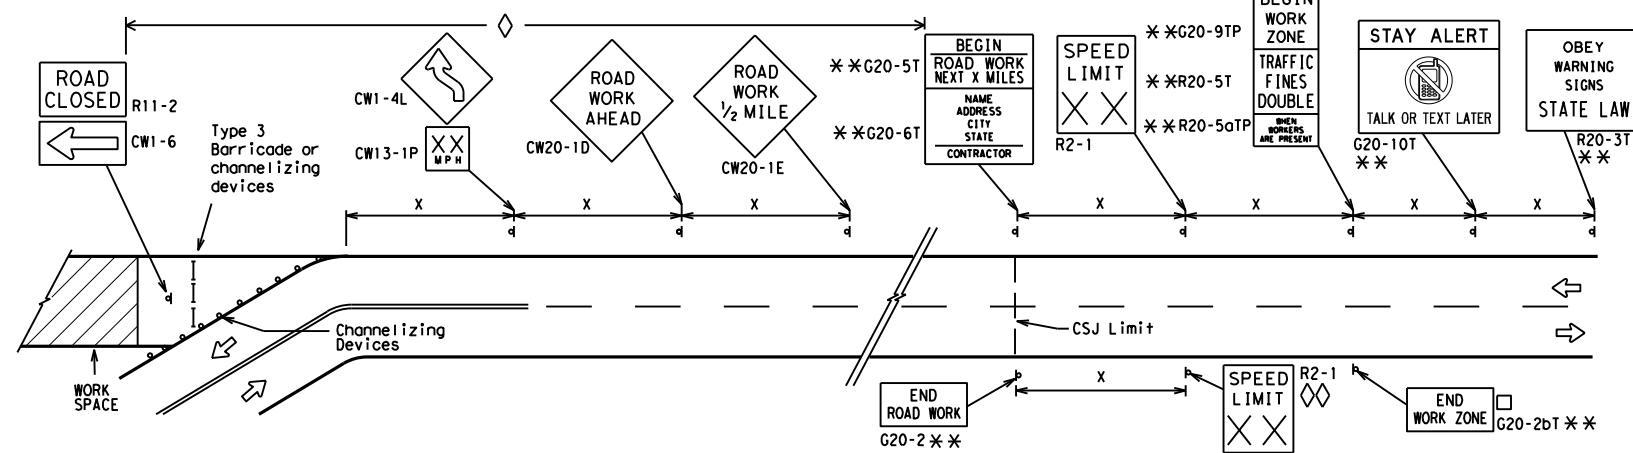 ROAD
CLOSED
R11-2
CW1-6
Type 3
Barricade or
channelizing
devices
CW1-4L
XX
MPH
CW13-1P
ROAD
WORK
AHEAD
CW20-1D
ROAD
WORK
1/2 MILE
CW20-1E
**G20-5T
BEGIN
ROAD WORK
NEXT X MILES
NAME
ADDRESS
CITY
STATE
CONTRACTOR
**G20-6T
SPEED
LIMIT
XX
R2-1
**G20-9TP
BEGIN
WORK
ZONE
**R20-5T
TRAFFIC
FINES
DOUBLE
**R20-5aTP
WHEN
WORKERS
ARE PRESENT
STAY ALERT
TALK OR TEXT LATER
G20-10T
**
OBEY
WARNING
SIGNS
STATE LAW
R20-3T
**
X
X
X
X
X
X
X
Channelizing
Devices
WORK
SPACE
CSJ Limit
X
END
ROAD WORK
G20-2 **
SPEED
LIMIT
XX
R2-1
END
WORK ZONE
G20-2bT **